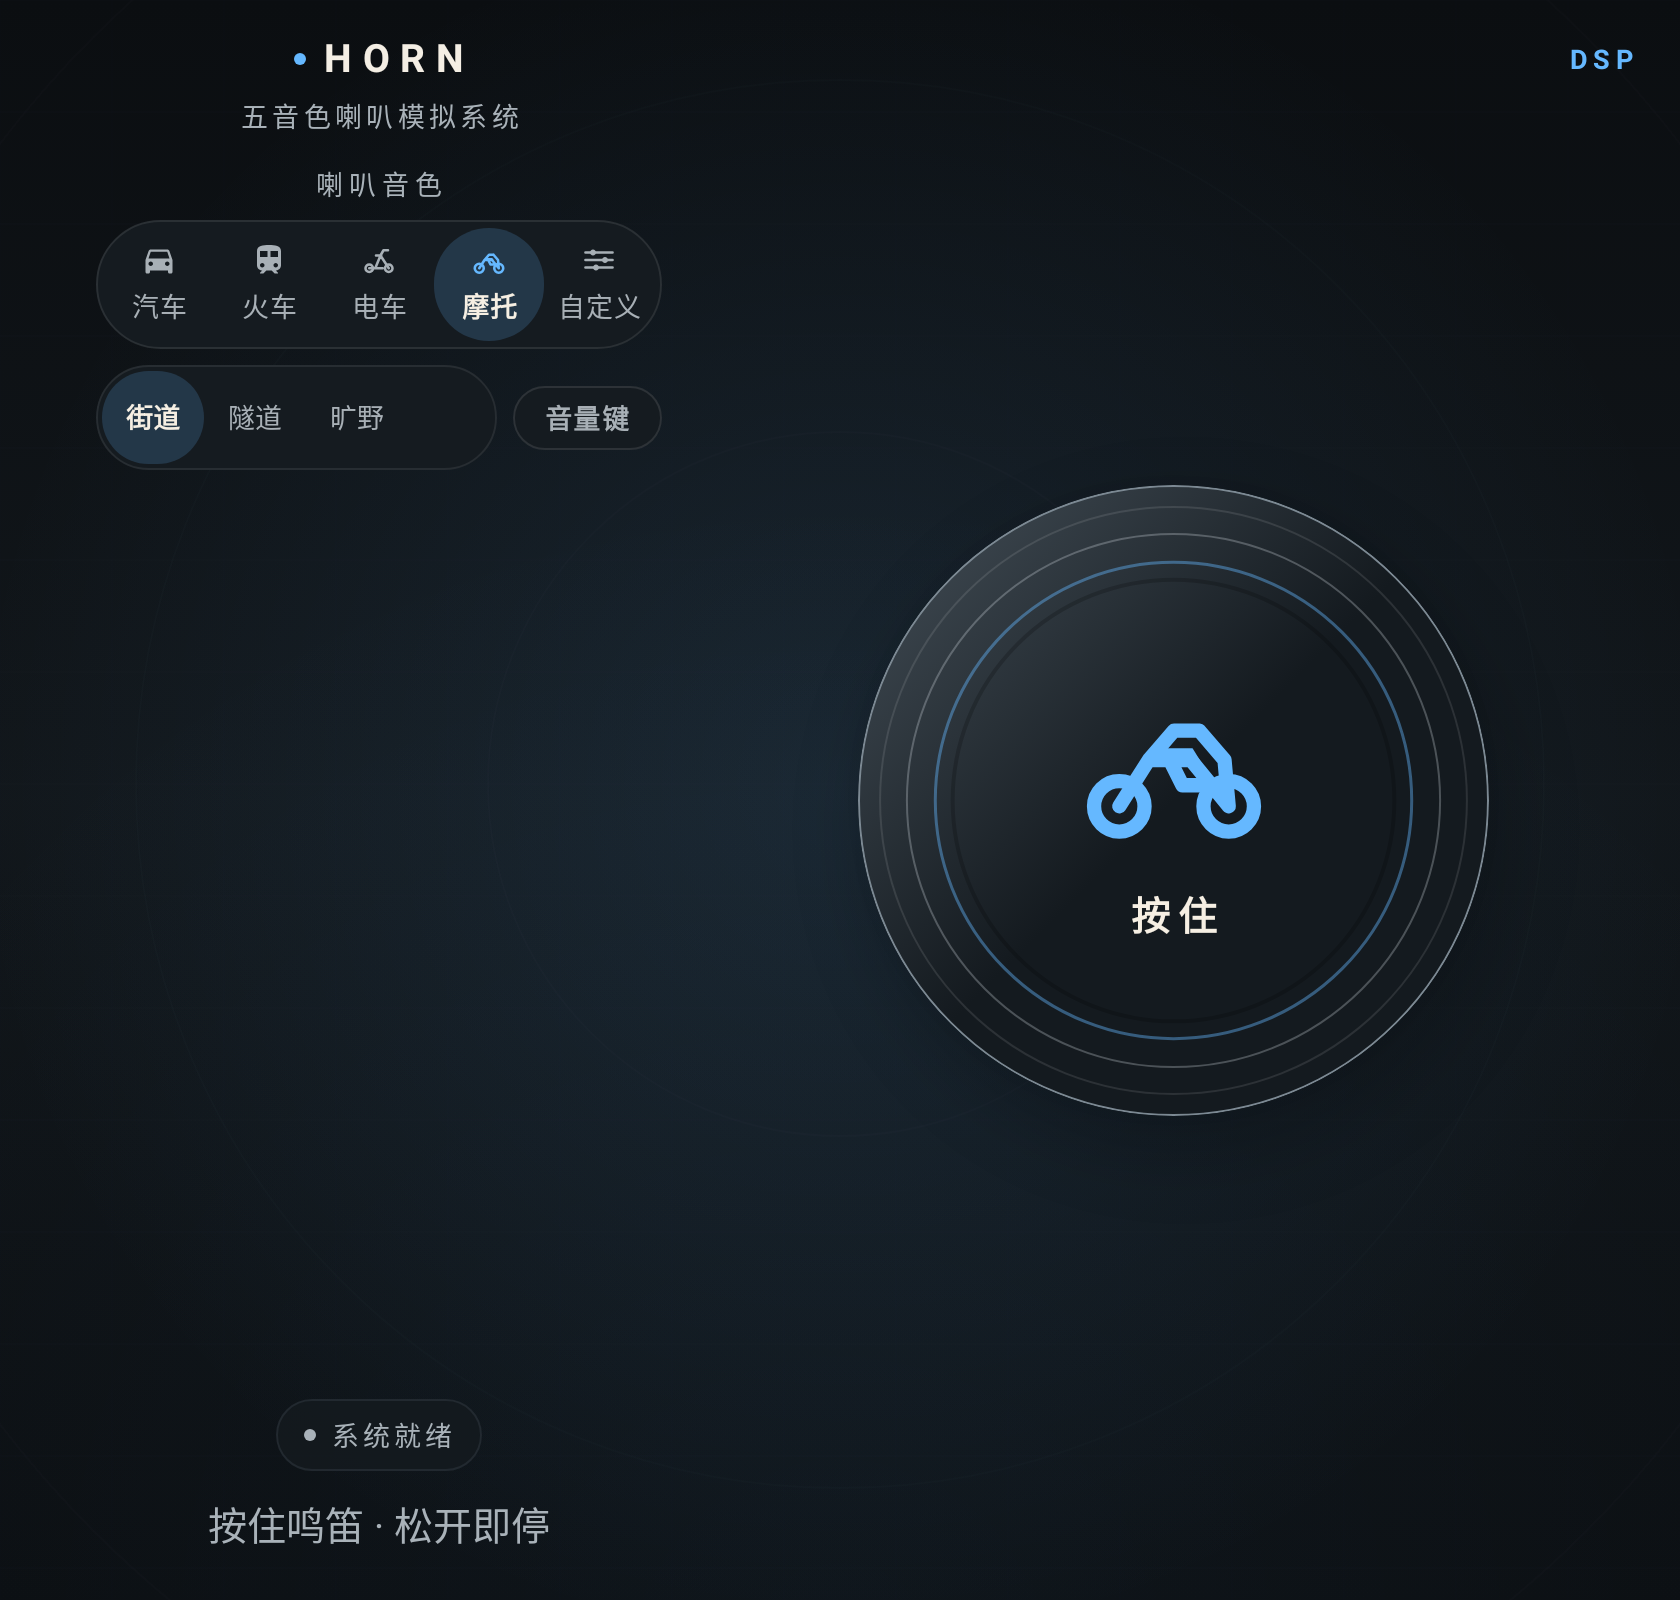 HORN
DSP
五音色喇叭模拟系统
喇叭音色
汽车 火车 电车 摩托 自定义
街道 隧道 旷野 音量键
按住
系统就绪
按住鸣笛 · 松开即停